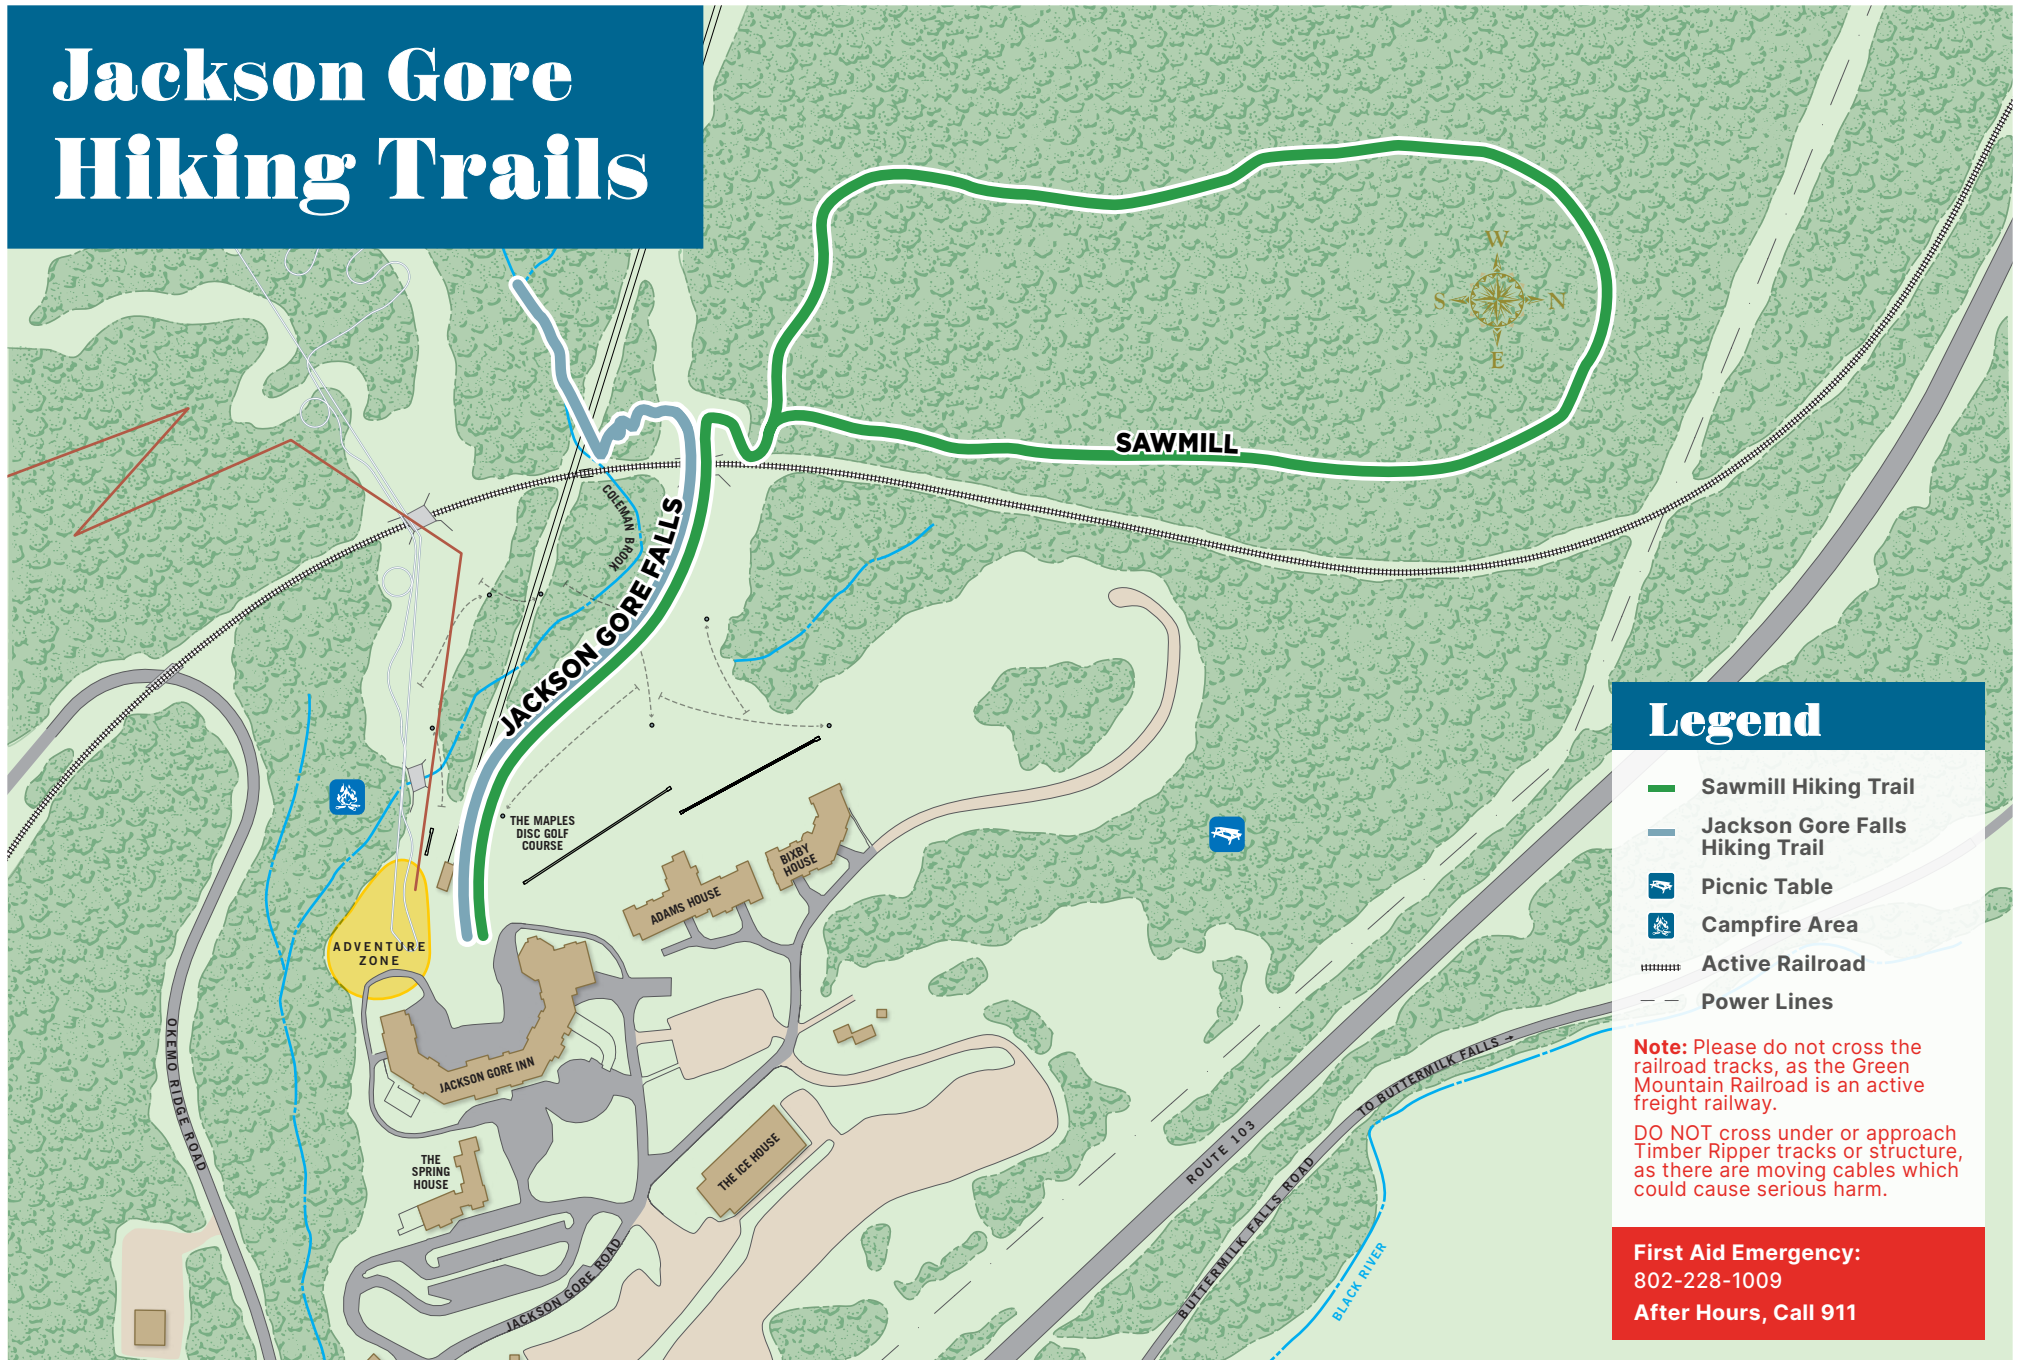 Jackson Gore
Hiking Trails
W
S
N
E
SAWMILL
COLEMAN BROOK
JACKSON GORE FALLS
THE MAPLES
DISC GOLF
COURSE
BIXBY
HOUSE
ADAMS HOUSE
ADVENTURE
ZONE
JACKSON GORE INN
OKEMO RIDGE ROAD
THE
SPRING
HOUSE
THE ICE HOUSE
JACKSON GORE ROAD
ROUTE 103
TO BUTTERMILK FALLS →
BUTTERMILK FALLS ROAD
BLACK RIVER
Legend
Sawmill Hiking Trail
Jackson Gore Falls
Hiking Trail
Picnic Table
Campfire Area
Active Railroad
Power Lines
Note: Please do not cross the
railroad tracks, as the Green
Mountain Railroad is an active
freight railway.
DO NOT cross under or approach
Timber Ripper tracks or structure,
as there are moving cables which
could cause serious harm.
First Aid Emergency:
802-228-1009
After Hours, Call 911